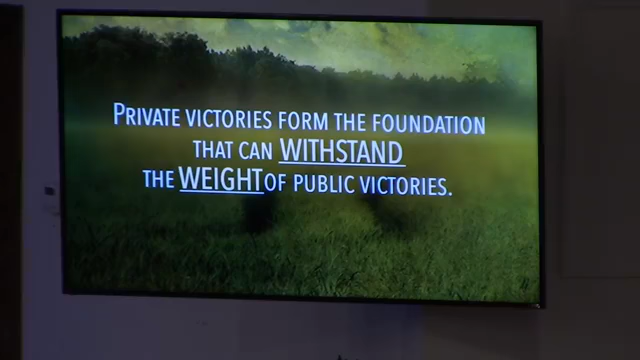 PRIVATE VICTORIES FORM THE FOUNDATION
THAT CAN WITHSTAND
THE WEIGHT OF PUBLIC VICTORIES.